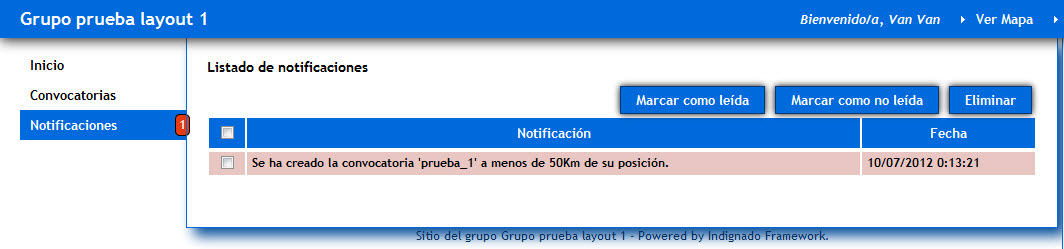 Grupo prueba layout 1
Bienvenido/a, Van Van
Ver Mapa
Inicio
Convocatorias
Notificaciones
1
Listado de notificaciones
Marcar como leída
Marcar como no leída
Eliminar
Notificación
Fecha
Se ha creado la convocatoria 'prueba_1' a menos de 50Km de su posición.
10/07/2012 0:13:21
Sitio del grupo Grupo prueba layout 1 - Powered by Indignado Framework.